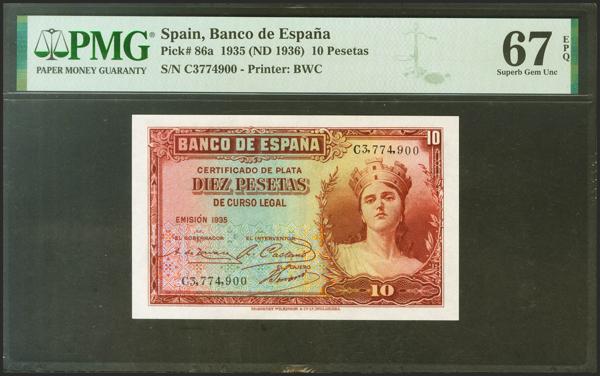 PMG
PAPER MONEY GUARANTY
Spain, Banco de España
Pick# 86a 1935 (ND 1936) 10 Pesetas
S/N C3774900 - Printer: BWC
67 EPQ
Superb Gem Unc
10
BANCO DE ESPAÑA
C3,774,900
CERTIFICADO DE PLATA
DIEZ PESETAS
DE CURSO LEGAL
EMISIÓN 1935
EL GOBERNADOR EL INTERVENTOR
EL CAJERO
C3,774,900
10